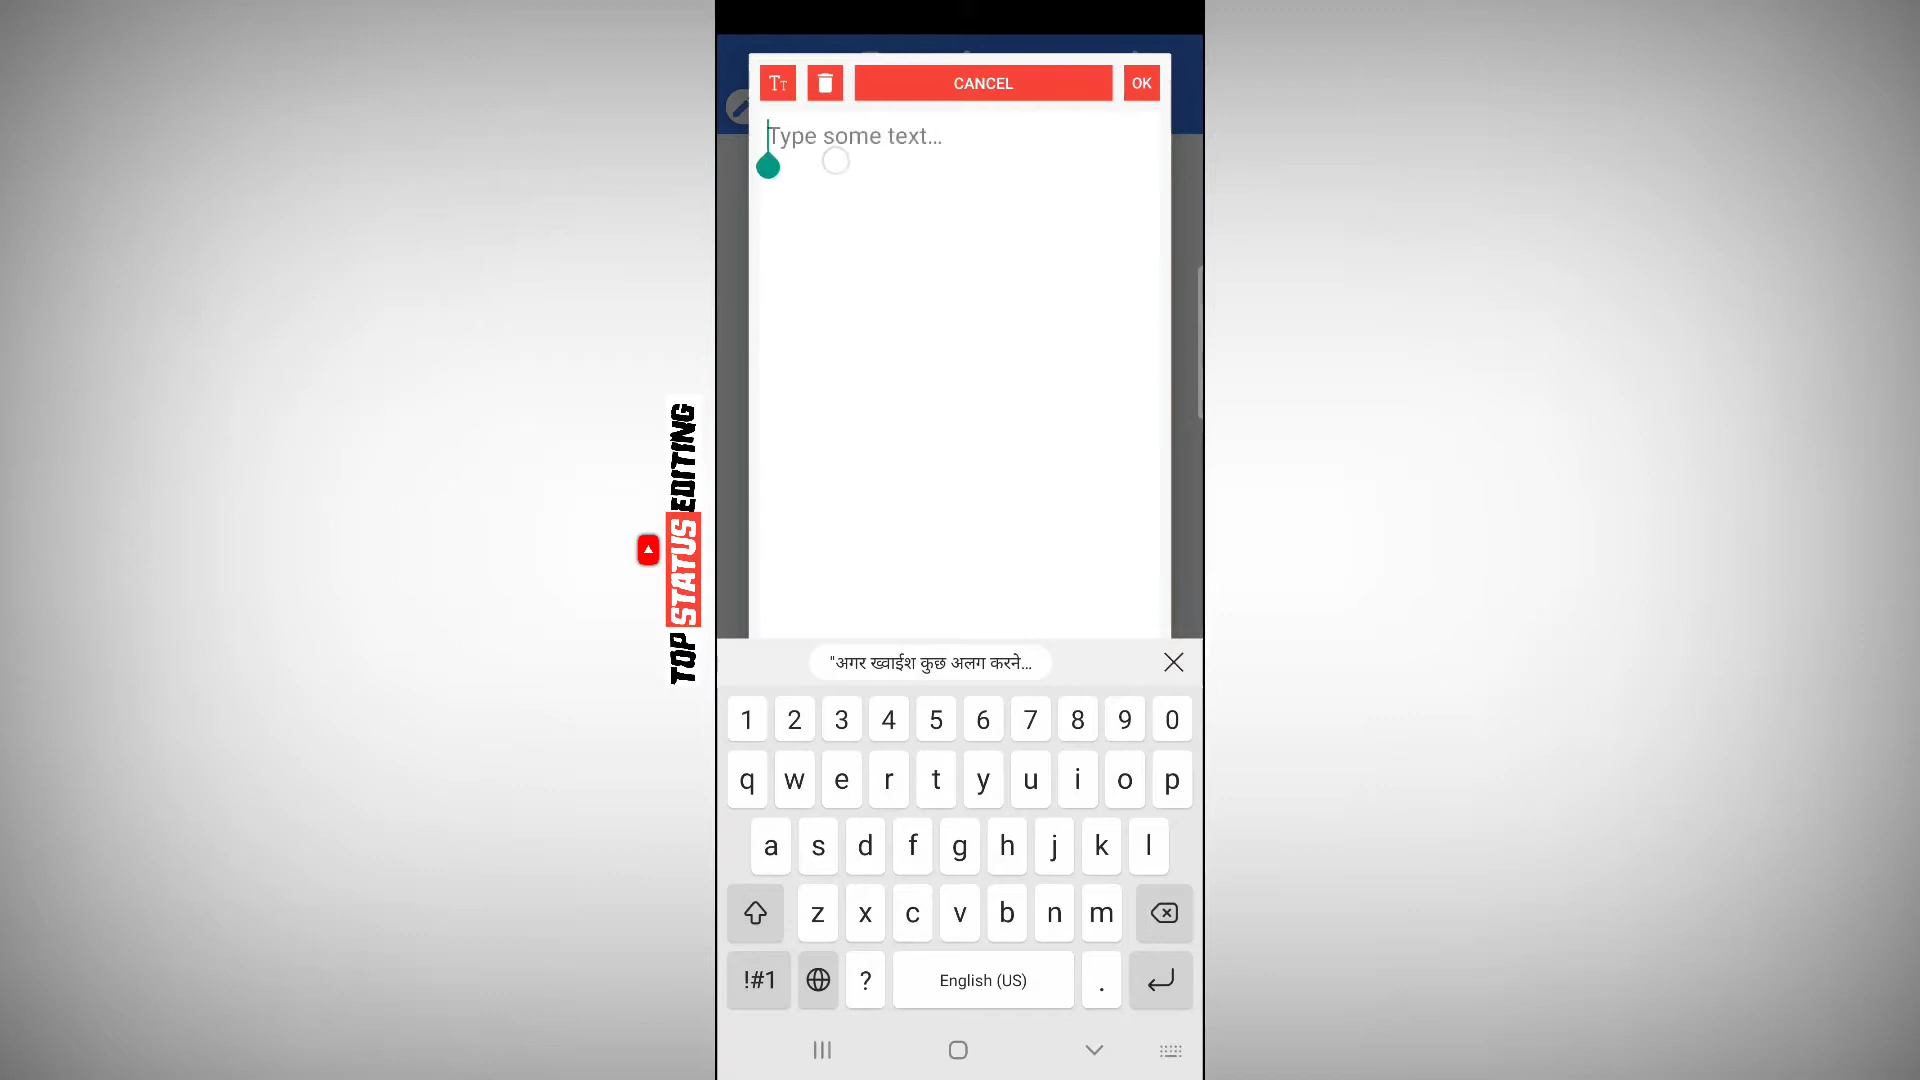 Tт
CANCEL
OK
Type some text...
TOP STATUS EDITING
"अगर ख्वाईश कुछ अलग करने...
1 2 3 4 5 6 7 8 9 0
q w e r t y u i o p
a s d f g h j k l
z x c v b n m
!#1 ? English (US) .